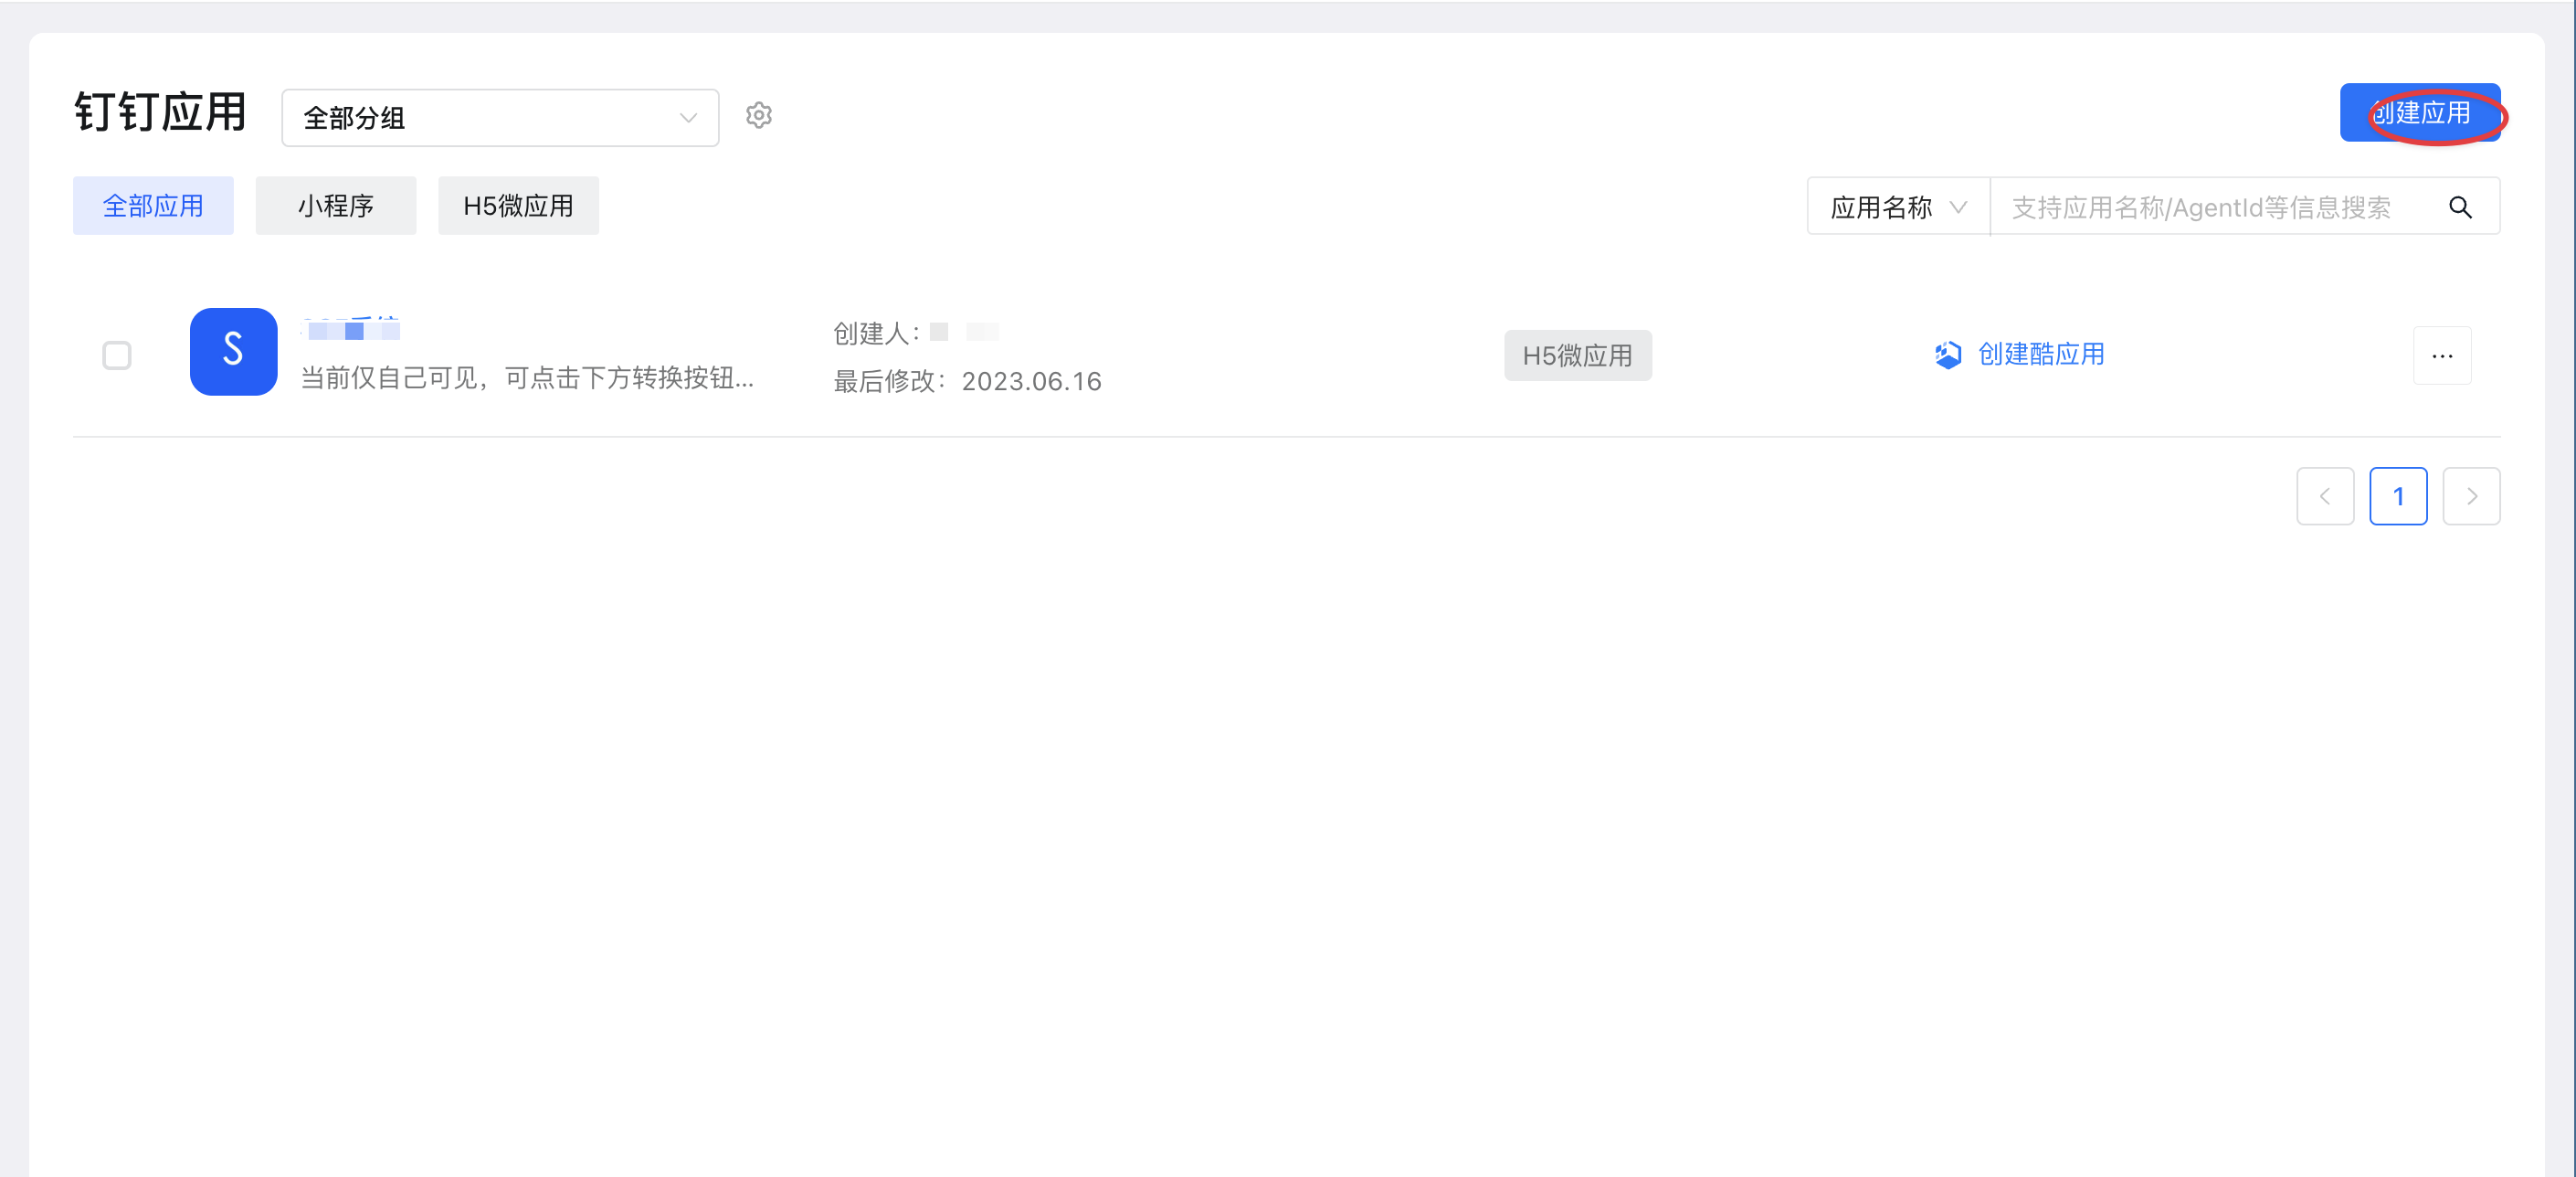 钉钉应用
全部分组
创建应用
全部应用
小程序
H5微应用
应用名称
支持应用名称/AgentId等信息搜索
S
当前仅自己可见，可点击下方转换按钮...
创建人：
最后修改：2023.06.16
H5微应用
创建酷应用
...
1